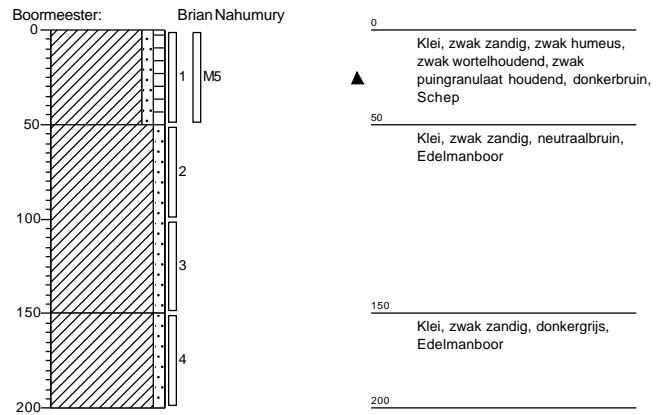 Boormeester: Brian Nahumury
0
50
100
150
200
1 M5
2
3
4
0
Klei, zwak zandig, zwak humeus,
zwak wortelhoudend, zwak
puingranulaat houdend, donkerbruin,
Schep
50
Klei, zwak zandig, neutraalbruin,
Edelmanboor
150
Klei, zwak zandig, donkergrijs,
Edelmanboor
200